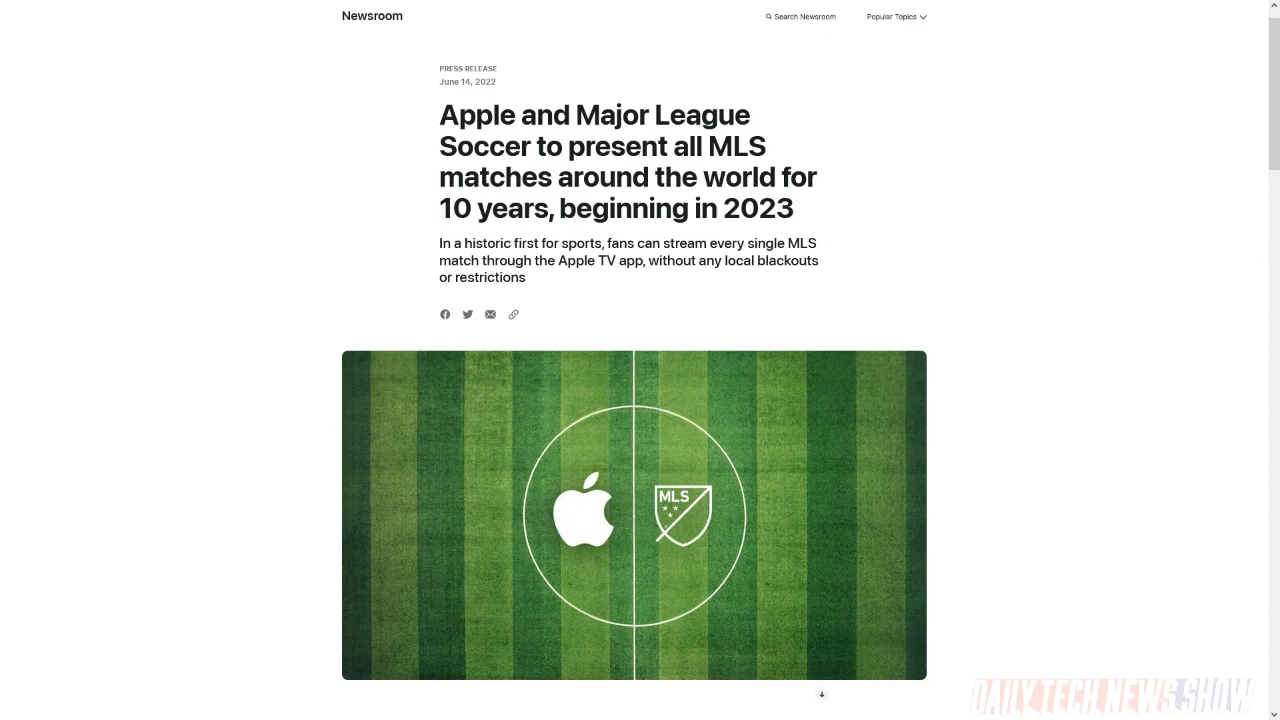 Newsroom
Search Newsroom
Popular Topics
PRESS RELEASE
June 14, 2022
Apple and Major League
Soccer to present all MLS
matches around the world for
10 years, beginning in 2023
In a historic first for sports, fans can stream every single MLS
match through the Apple TV app, without any local blackouts
or restrictions
MLS
DAILY TECH NEWS SHOW